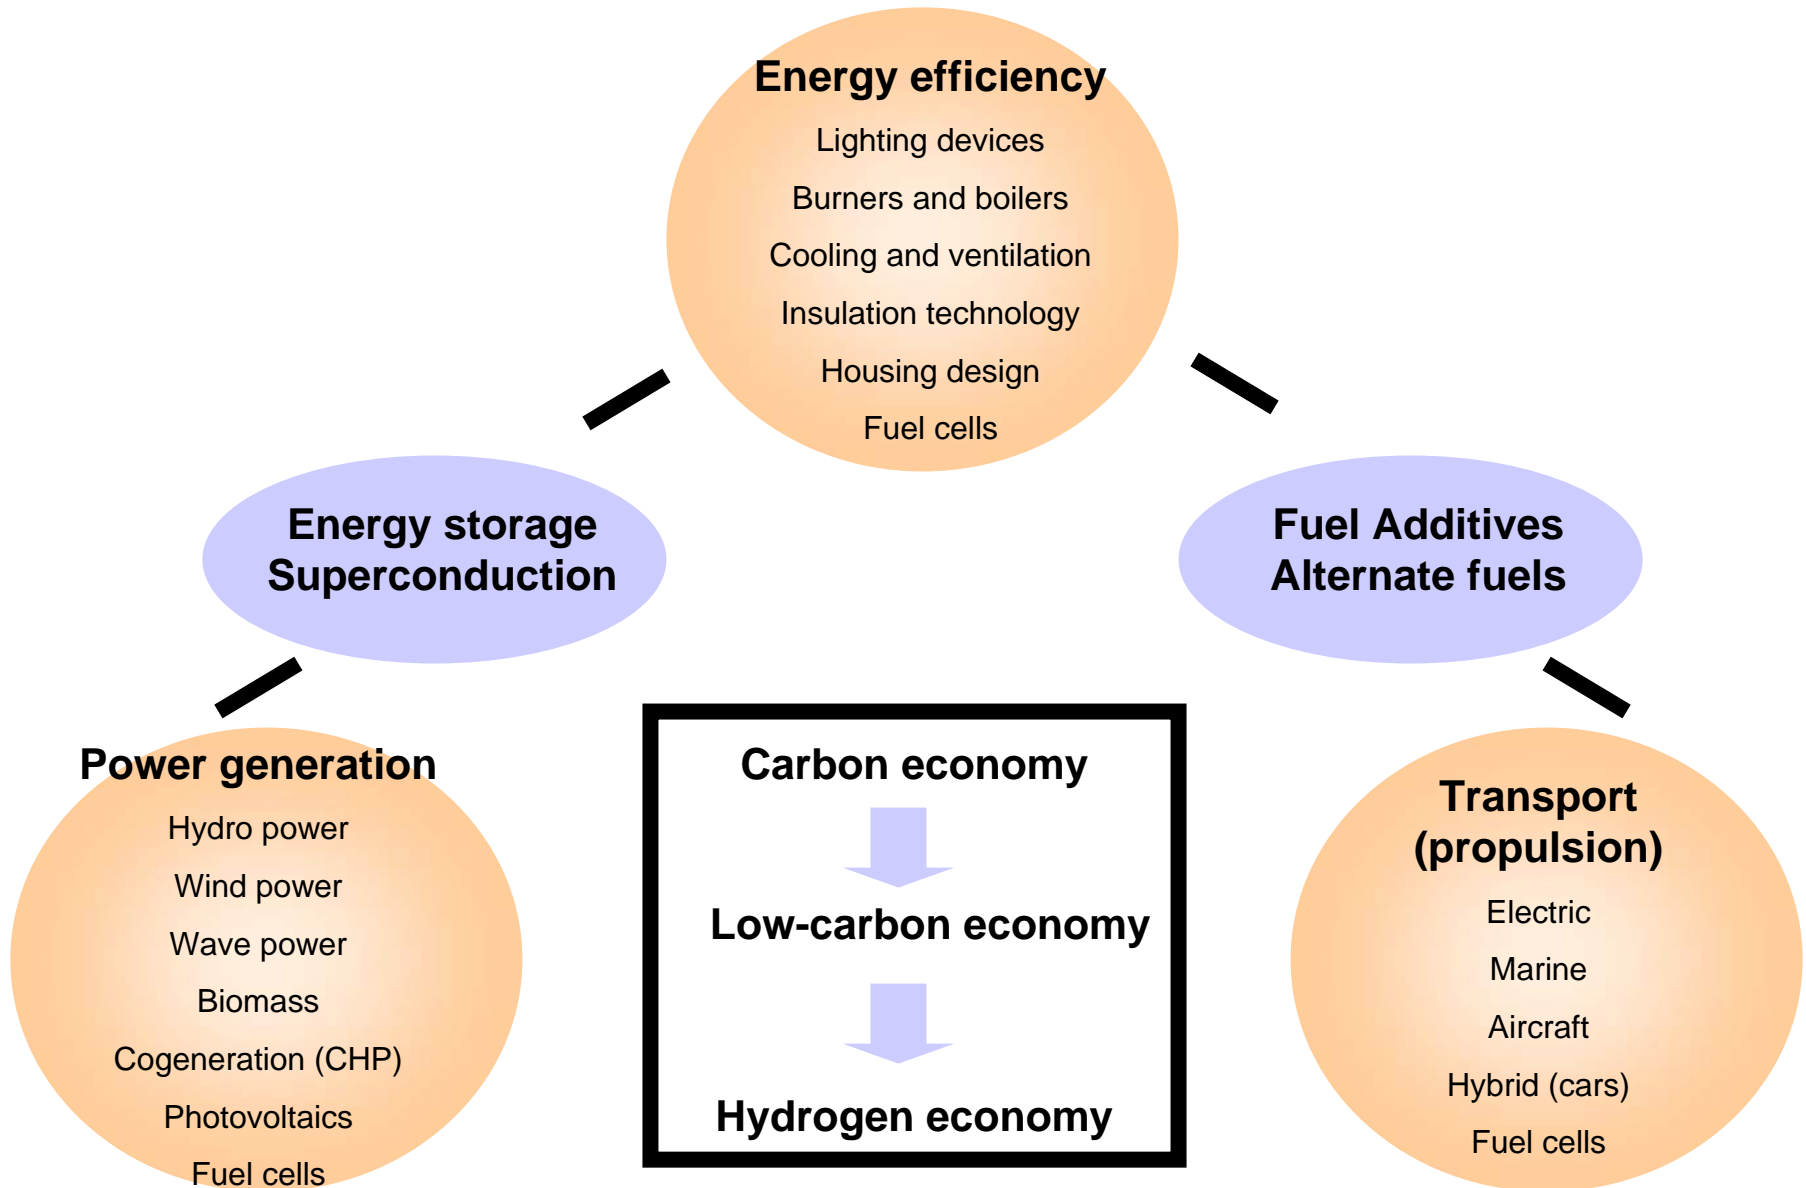 Energy efficiency
Lighting devices
Burners and boilers
Cooling and ventilation
Insulation technology
Housing design
Fuel cells
Energy storage
Superconduction
Fuel Additives
Alternate fuels
Power generation
Hydro power
Wind power
Wave power
Biomass
Cogeneration (CHP)
Photovoltaics
Fuel cells
Carbon economy
Low-carbon economy
Hydrogen economy
Transport
(propulsion)
Electric
Marine
Aircraft
Hybrid (cars)
Fuel cells